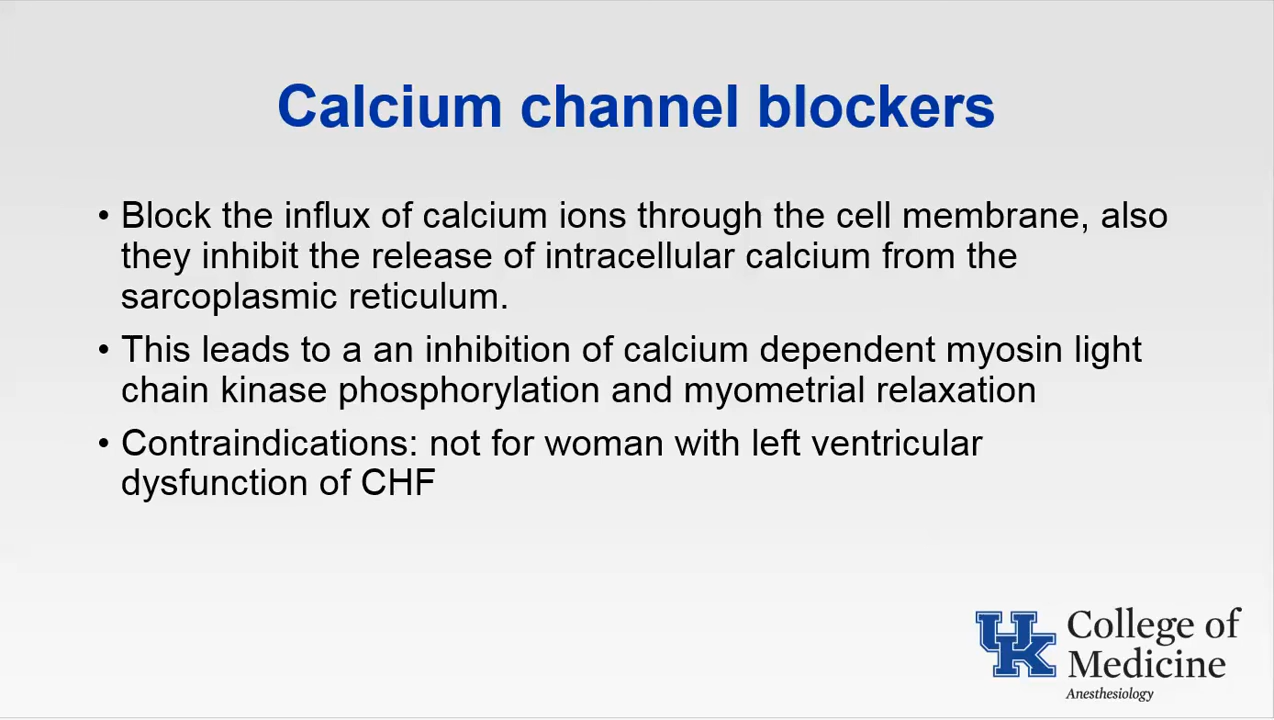 Calcium channel blockers
• Block the influx of calcium ions through the cell membrane, also
they inhibit the release of intracellular calcium from the
sarcoplasmic reticulum.
• This leads to a an inhibition of calcium dependent myosin light
chain kinase phosphorylation and myometrial relaxation
• Contraindications: not for woman with left ventricular
dysfunction of CHF
UK College of
Medicine
Anesthesiology